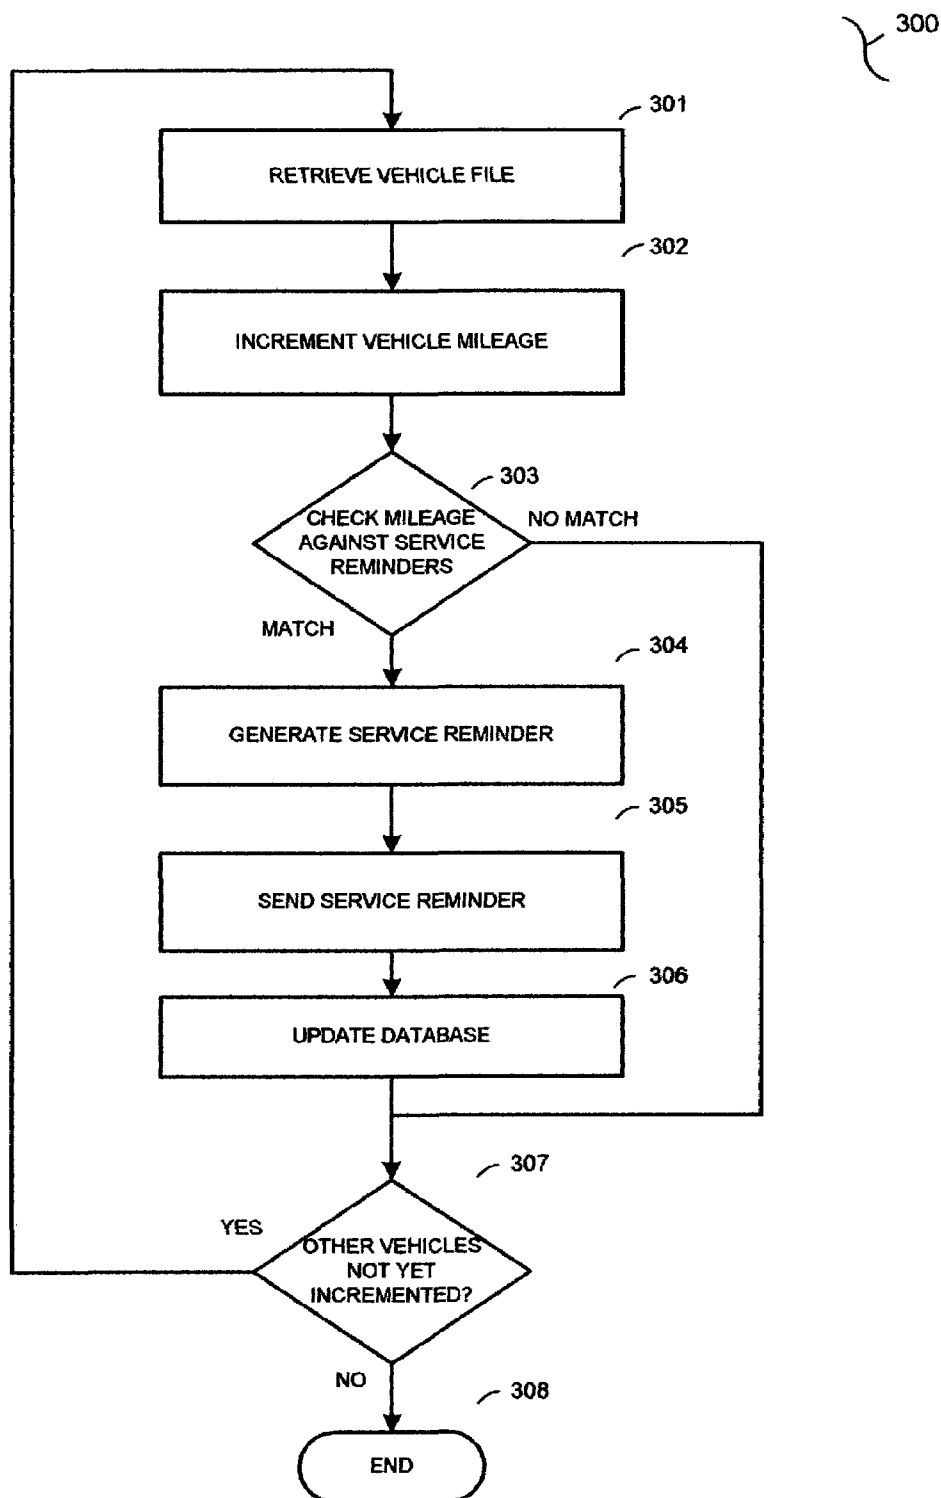 300
301
RETRIEVE VEHICLE FILE
302
INCREMENT VEHICLE MILEAGE
303
CHECK MILEAGE
AGAINST SERVICE
REMINDERS
NO MATCH
MATCH
304
GENERATE SERVICE REMINDER
305
SEND SERVICE REMINDER
306
UPDATE DATABASE
307
YES
OTHER VEHICLES
NOT YET
INCREMENTED?
NO
308
END